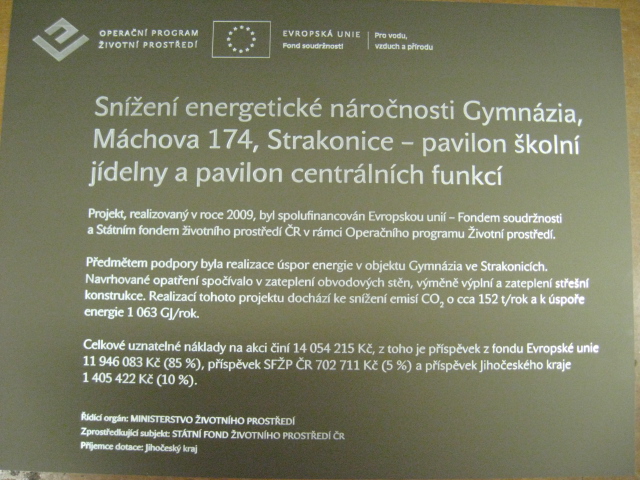 OPERAČNÍ PROGRAM
ŽIVOTNÍ PROSTŘEDÍ
EVROPSKÁ UNIE
Fond soudržnosti
Pro vodu,
vzduch a přírodu
Snížení energetické náročnosti Gymnázia,
Máchova 174, Strakonice – pavilon školní
jídelny a pavilon centrálních funkcí
Projekt, realizovaný v roce 2009, byl spolufinancován Evropskou unií – Fondem soudržnosti
a Státním fondem životního prostředí ČR v rámci Operačního programu Životní prostředí.
Předmětem podpory byla realizace úspor energie v objektu Gymnázia ve Strakonicích.
Navrhované opatření spočívalo v zateplení obvodových stěn, výměně výplní a zateplení střešní
konstrukce. Realizací tohoto projektu dochází ke snížení emisí CO₂ o cca 152 t/rok a k úspoře
energie 1 063 GJ/rok.
Celkové uznatelné náklady na akci činí 14 054 215 Kč, z toho je příspěvek z fondu Evropské unie
11 946 083 Kč (85 %), příspěvek SFŽP ČR 702 711 Kč (5 %) a příspěvek Jihočeského kraje
1 405 422 Kč (10 %).
Řídící orgán: MINISTERSTVO ŽIVOTNÍHO PROSTŘEDÍ
Zprostředkující subjekt: STÁTNÍ FOND ŽIVOTNÍHO PROSTŘEDÍ ČR
Příjemce dotace: Jihočeský kraj